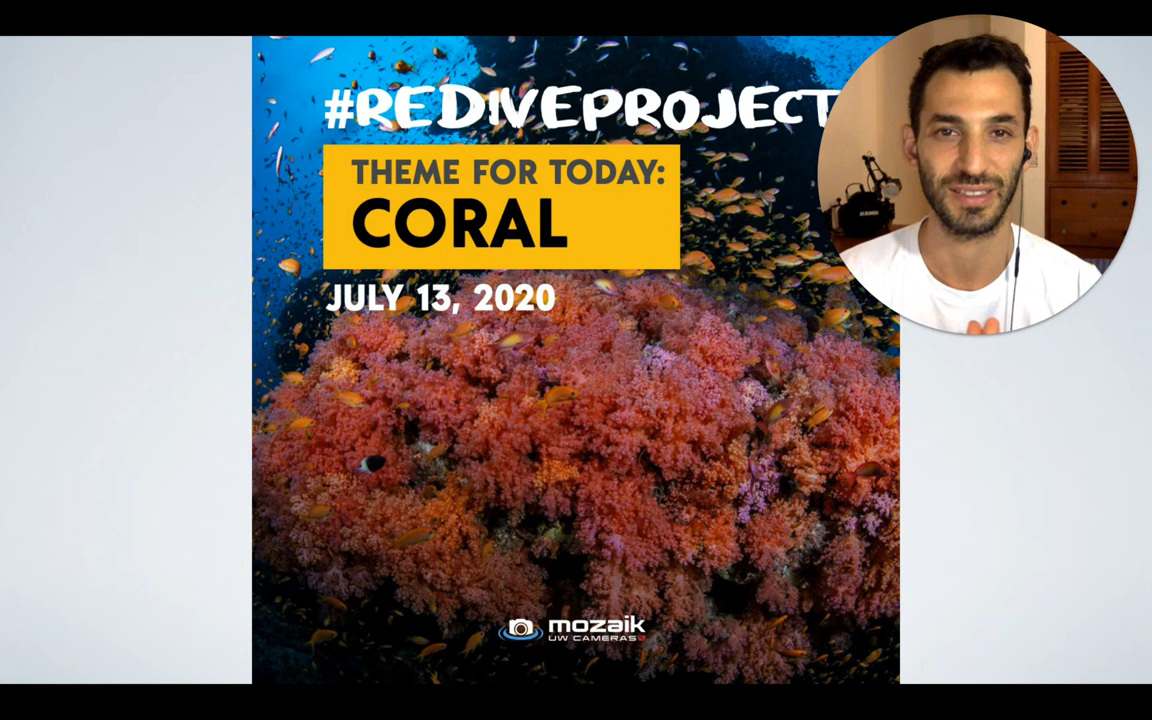 #REDIVEPROJECT
THEME FOR TODAY:
CORAL
JULY 13, 2020
mozaik
UW CAMERAS